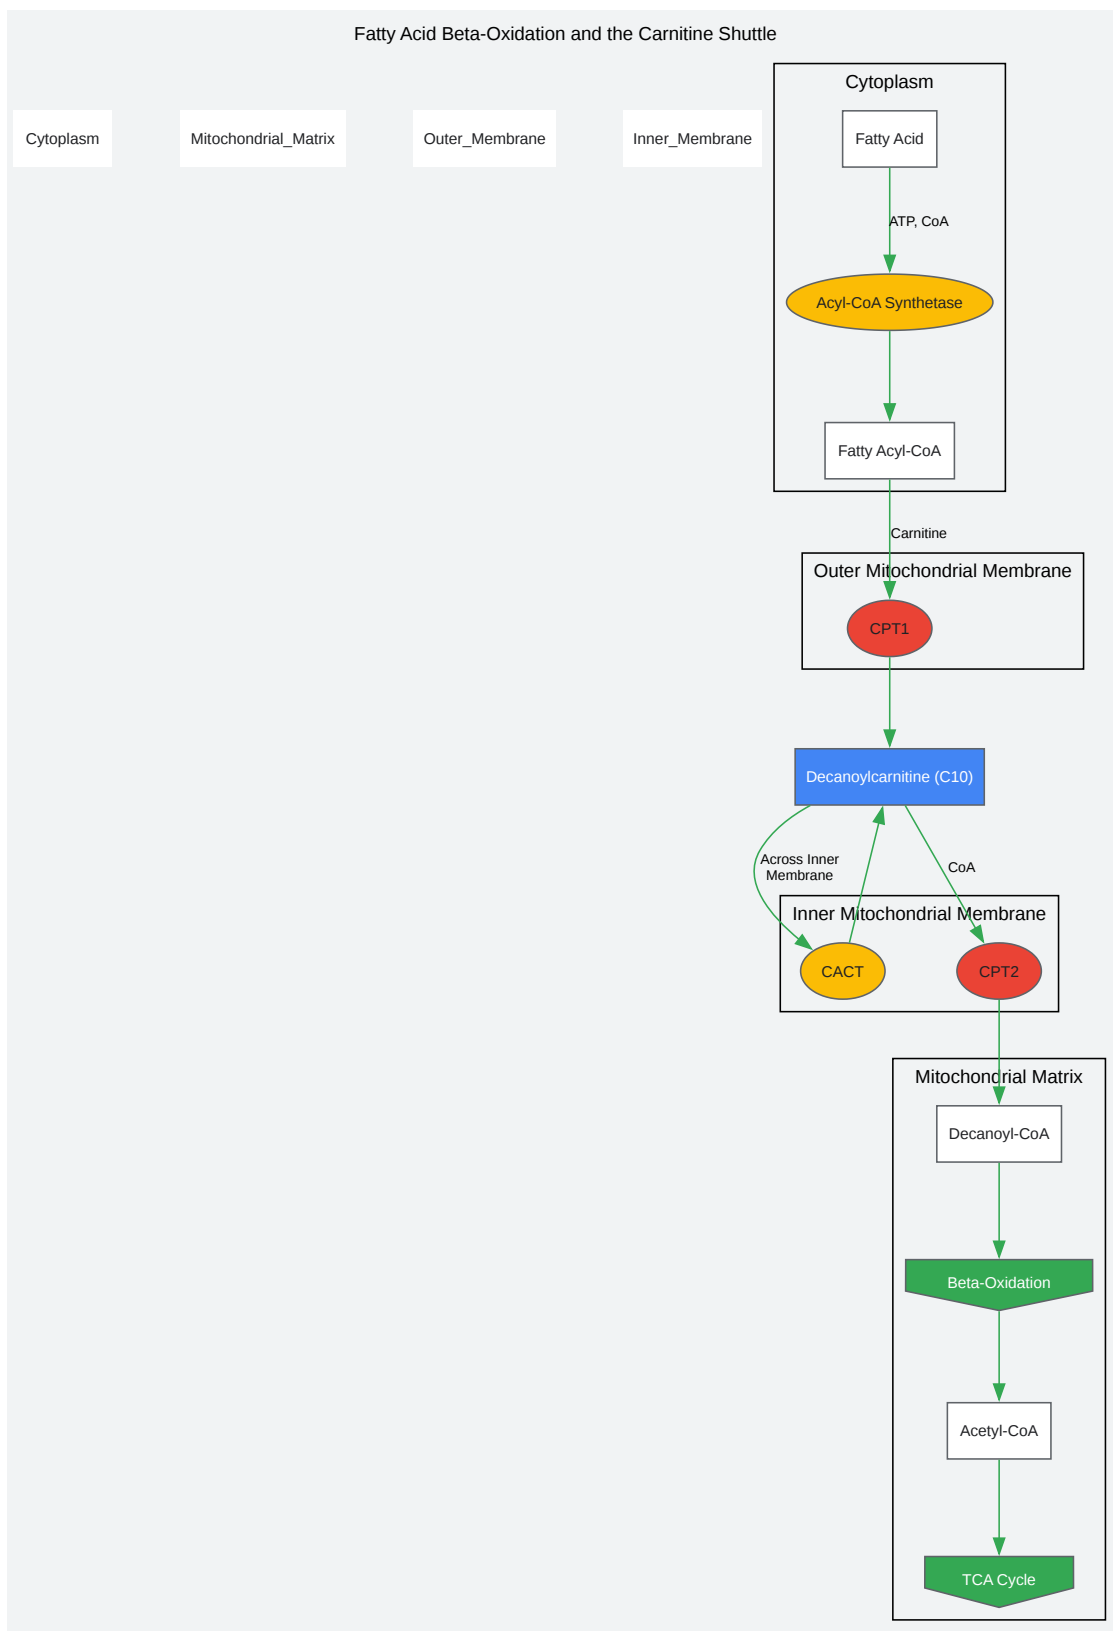 Fatty Acid Beta-Oxidation and the Carnitine Shuttle
Cytoplasm
Cytoplasm
Mitochondrial_Matrix
Outer_Membrane
Inner_Membrane
Fatty Acid
ATP, CoA
Acyl-CoA Synthetase
Fatty Acyl-CoA
Carnitine
Outer Mitochondrial Membrane
CPT1
Decanoylcarnitine (C10)
Across Inner
Membrane
CoA
Inner Mitochondrial Membrane
CACT
CPT2
Mitochondrial Matrix
Decanoyl-CoA
Beta-Oxidation
Acetyl-CoA
TCA Cycle